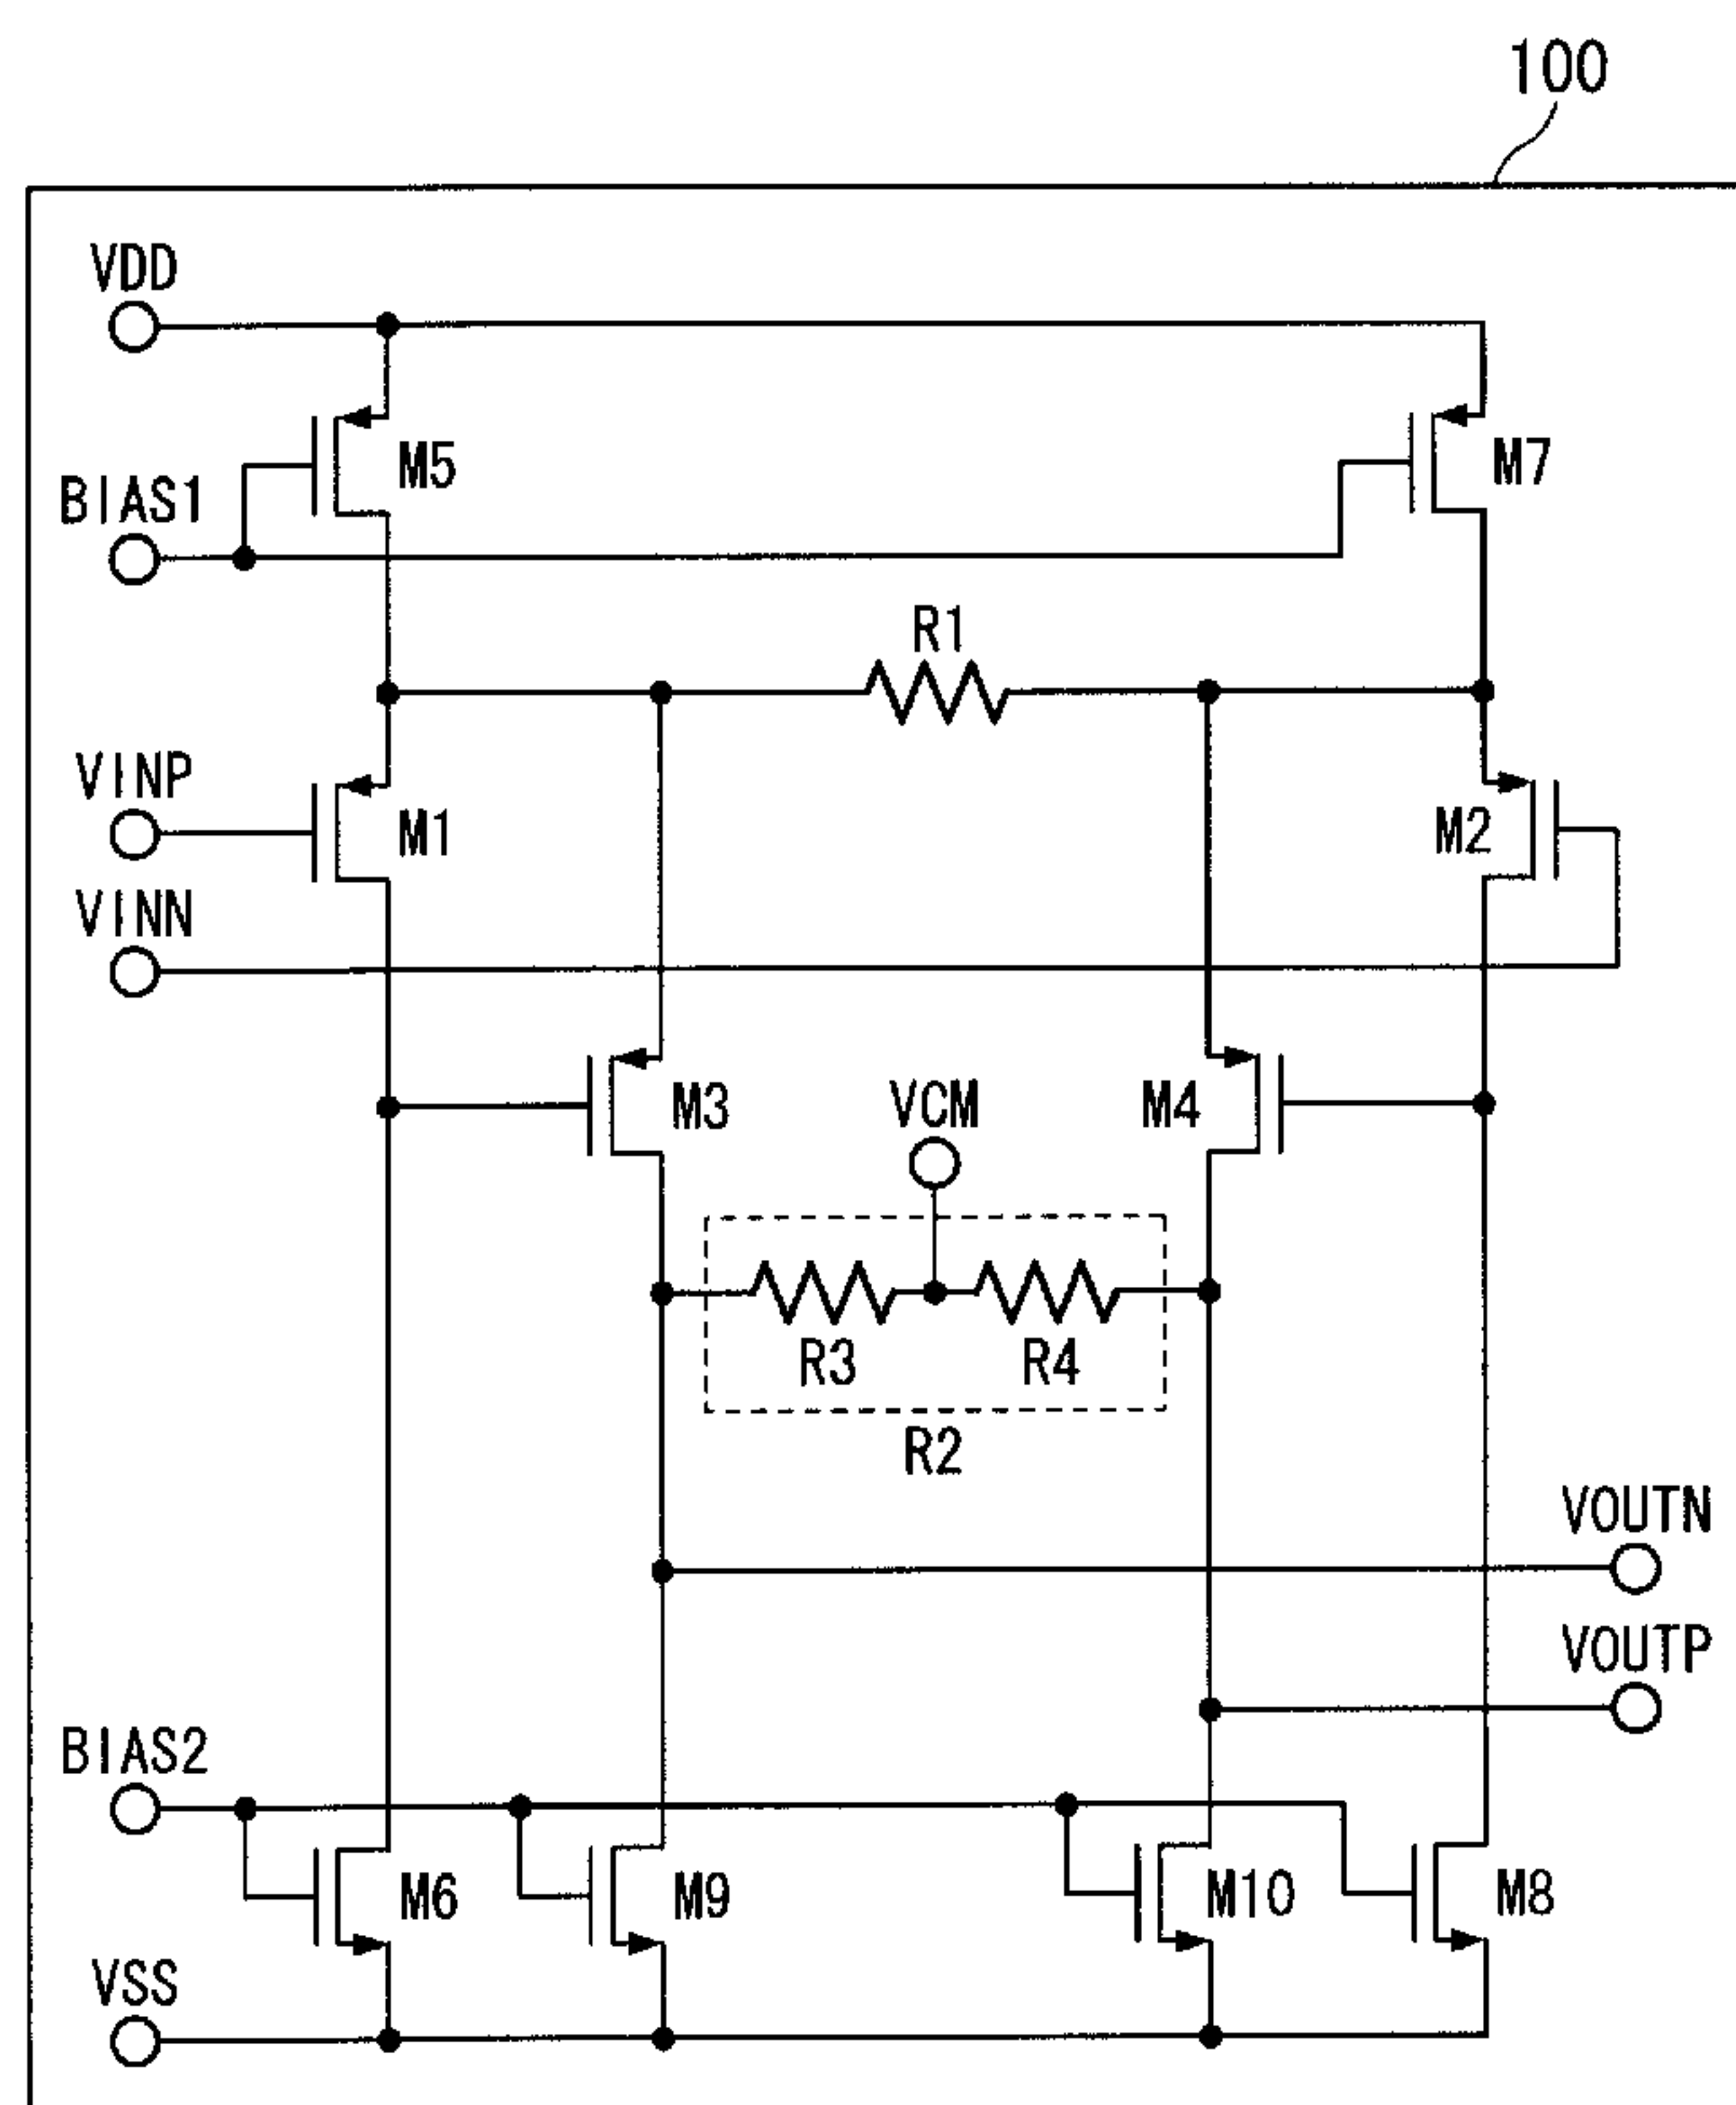 100
VDD
M5
M7
BIAS1
R1
VINP
M1
M2
VINN
M3
VCM
M4
R3
R4
R2
VOUTN
VOUTP
BIAS2
M6
M9
M10
M8
VSS